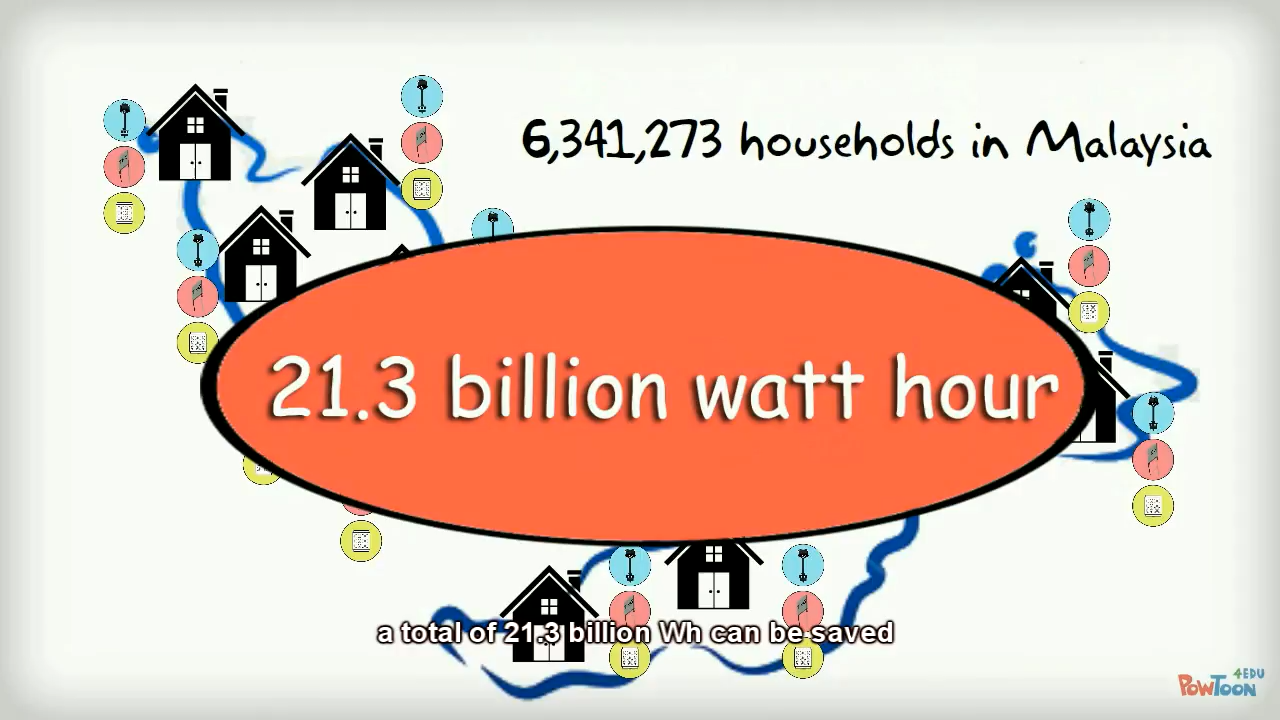 6,341,273 households in Malaysia
21.3 billion watt hour
a total of 21.3 billion Wh can be saved
4EDU
POWTOON